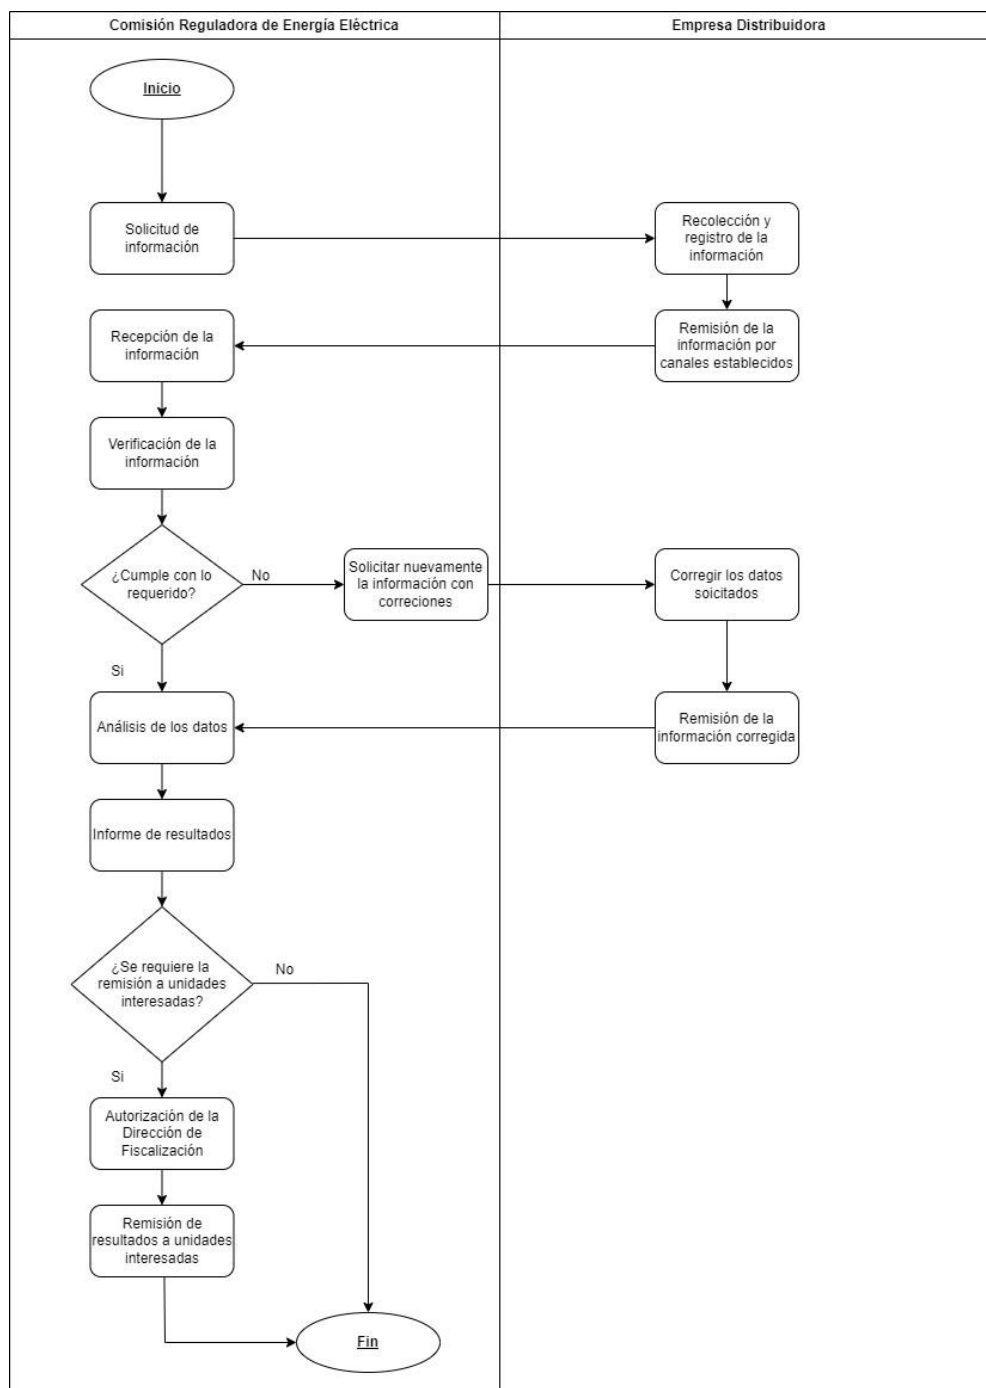 Comisión Reguladora de Energía Eléctrica
Empresa Distribuidora
Inicio
Solicitud de
información
Recolección y
registro de la
información
Recepción de la
información
Remisión de la
información por
canales establecidos
Verificación de la
información
¿Cumple con lo
requerido?
No
Solicitar nuevamente
la información con
correciones
Corregir los datos
soicitados
Si
Análisis de los datos
Remisión de la
información corregida
Informe de resultados
¿Se requiere la
remisión a unidades
interesadas?
No
Si
Autorización de la
Dirección de
Fiscalización
Remisión de
resultados a unidades
interesadas
Fin